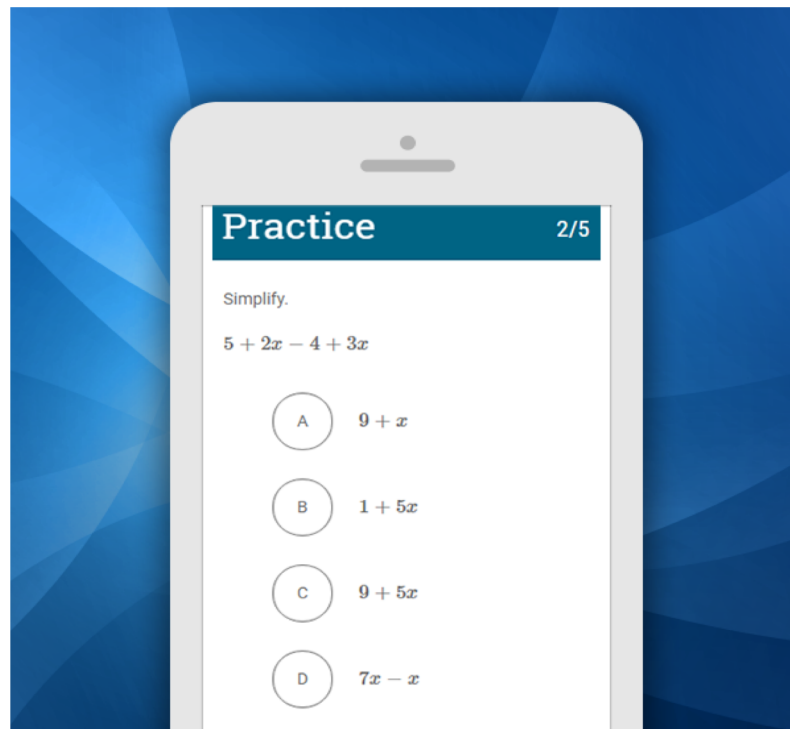 Practice 2/5
Simplify.
5 + 2x − 4 + 3x
A 9 + x
B 1 + 5x
C 9 + 5x
D 7x − x